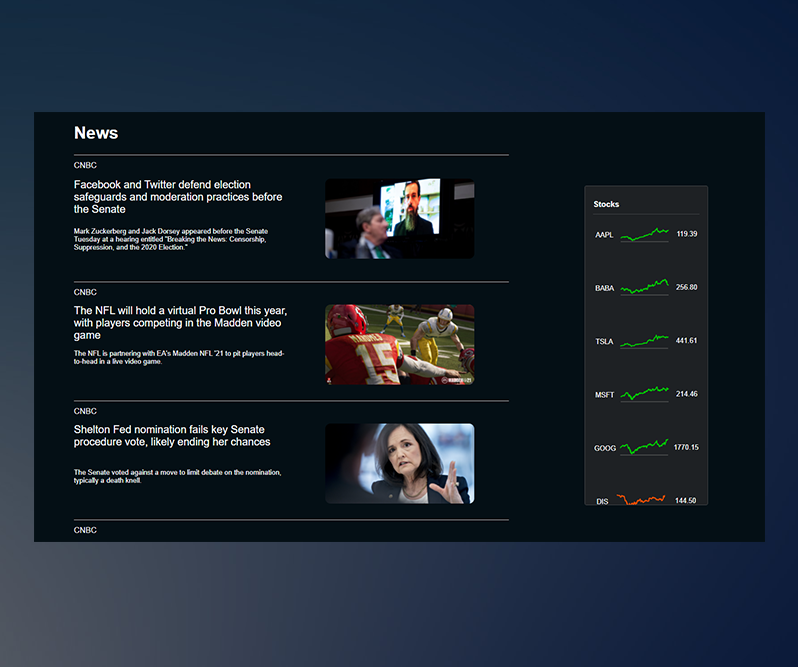 News
CNBC
Facebook and Twitter defend election
safeguards and moderation practices before
the Senate
Mark Zuckerberg and Jack Dorsey appeared before the Senate
Tuesday at a hearing entitled "Breaking the News: Censorship,
Suppression, and the 2020 Election."
CNBC
The NFL will hold a virtual Pro Bowl this year,
with players competing in the Madden video
game
The NFL is partnering with EA's Madden NFL '21 to pit players head-
to-head in a live video game.
15
CNBC
Shelton Fed nomination fails key Senate
procedure vote, likely ending her chances
The Senate voted against a move to limit debate on the nomination,
typically a death knell.
CNBC
Stocks
AAPL 119.39
BABA 256.80
TSLA 441.61
MSFT 214.46
GOOG 1770.15
DIS 144.50